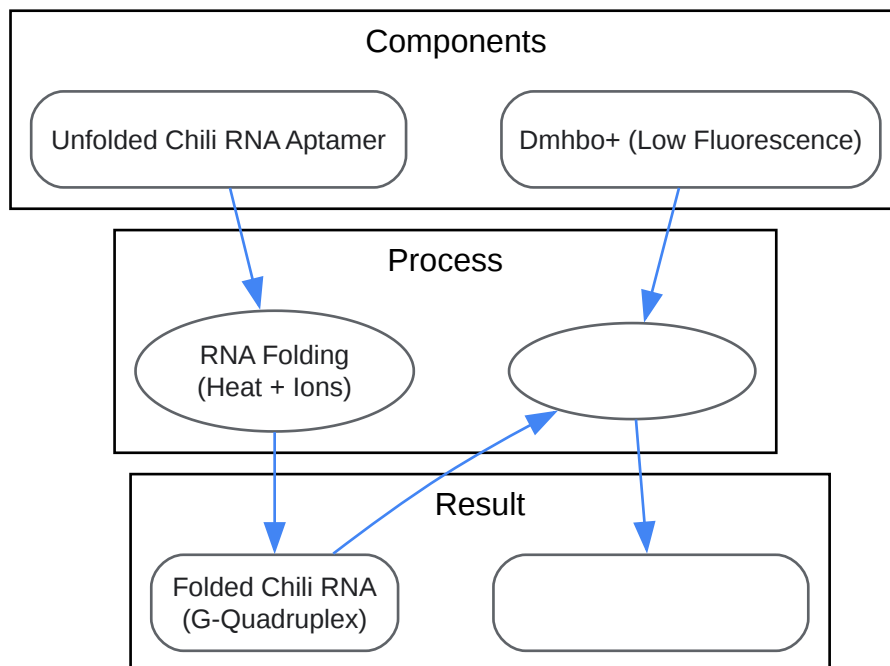 Components
Unfolded Chili RNA Aptamer
Dmhbo+ (Low Fluorescence)
Process
RNA Folding
(Heat + Ions)
Result
Folded Chili RNA
(G-Quadruplex)